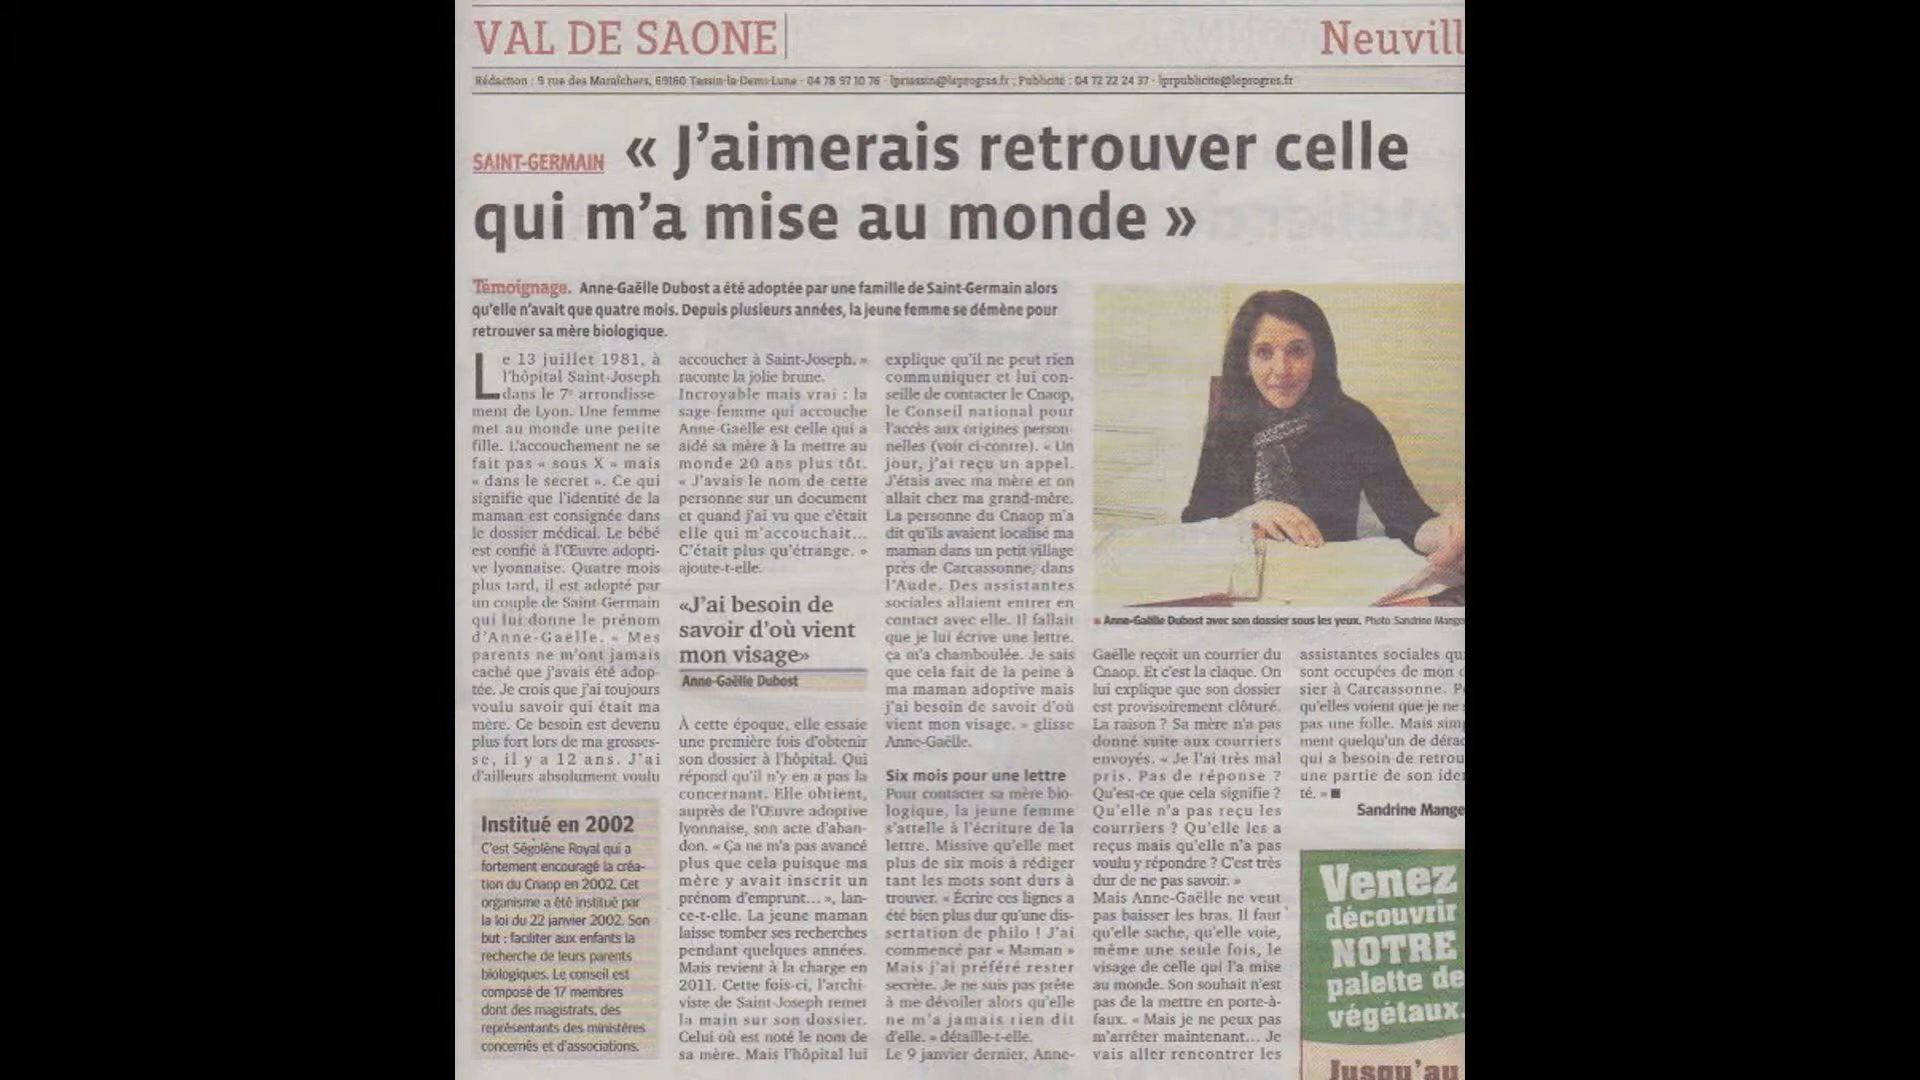 VAL DE SAONE
Neuvill
Rédaction : 9 rue des Maraîchers, 69160 Tassin-la-Demi-Lune - 04 78 97 10 76 - lprtassin@leprogres.fr ; Publicité : 04 72 22 24 37 - lprpublicite@leprogres.fr
SAINT-GERMAIN « J'aimerais retrouver celle
qui m'a mise au monde »
Témoignage. Anne-Gaëlle Dubost a été adoptée par une famille de Saint-Germain alors
qu'elle n'avait que quatre mois. Depuis plusieurs années, la jeune femme se démène pour
retrouver sa mère biologique.
Le 13 juillet 1981, à
l'hôpital Saint-Joseph
dans le 7e arrondisse-
ment de Lyon. Une femme
met au monde une petite
fille. L'accouchement ne se
fait pas « sous X » mais
« dans le secret ». Ce qui
signifie que l'identité de la
maman est consignée dans
le dossier médical. Le bébé
est confié à l'Œuvre adopti-
ve lyonnaise. Quatre mois
plus tard, il est adopté par
un couple de Saint-Germain
qui lui donne le prénom
d'Anne-Gaëlle. « Mes
parents ne m'ont jamais
caché que j'avais été adop-
tée. Je crois que j'ai toujours
voulu savoir qui était ma
mère. Ce besoin est devenu
plus fort lors de ma grosses-
se, il y a 12 ans. J'ai
d'ailleurs absolument voulu
Institué en 2002
C'est Ségolène Royal qui a
fortement encouragé la créa-
tion du Cnaop en 2002. Cet
organisme a été institué par
la loi du 22 janvier 2002. Son
but : faciliter aux enfants la
recherche de leurs parents
biologiques. Le conseil est
composé de 17 membres
dont des magistrats, des
représentants des ministères
concernés et d'associations.
accoucher à Saint-Joseph. »
raconte la jolie brune.
Incroyable mais vrai : la
sage-femme qui accouche
Anne-Gaëlle est celle qui a
aidé sa mère à la mettre au
monde 20 ans plus tôt.
« J'avais le nom de cette
personne sur un document
et quand j'ai vu que c'était
elle qui m'accouchait...
C'était plus qu'étrange. »
ajoute-t-elle.
«J'ai besoin de
savoir d'où vient
mon visage»
Anne-Gaëlle Dubost
À cette époque, elle essaie
une première fois d'obtenir
son dossier à l'hôpital. Qui
répond qu'il n'y en a pas la
concernant. Elle obtient,
auprès de l'Œuvre adoptive
lyonnaise, son acte d'aban-
don. « Ça ne m'a pas avancé
plus que cela puisque ma
mère y avait inscrit un
prénom d'emprunt... », lan-
ce-t-elle. La jeune maman
laisse tomber ses recherches
pendant quelques années.
Mais revient à la charge en
2011. Cette fois-ci, l'archi-
viste de Saint-Joseph remet
la main sur son dossier.
Celui où est noté le nom de
sa mère. Mais l'hôpital lui
explique qu'il ne peut rien
communiquer et lui con-
seille de contacter le Cnaop,
le Conseil national pour
l'accès aux origines person-
nelles (voir ci-contre). « Un
jour, j'ai reçu un appel.
J'étais avec ma mère et on
allait chez ma grand-mère.
La personne du Cnaop m'a
dit qu'ils avaient localisé ma
maman dans un petit village
près de Carcassonne, dans
l'Aude. Des assistantes
sociales allaient entrer en
contact avec elle. Il fallait
que je lui écrive une lettre.
ça m'a chamboulée. Je sais
que cela fait de la peine à
ma maman adoptive mais
j'ai besoin de savoir d'où
vient mon visage. » glisse
Anne-Gaëlle.
Six mois pour une lettre
Pour contacter sa mère bio-
logique, la jeune femme
s'attelle à l'écriture de la
lettre. Missive qu'elle met
plus de six mois à rédiger
tant les mots sont durs à
trouver. « Écrire ces lignes a
été bien plus dur qu'une dis-
sertation de philo ! J'ai
commencé par « Maman »
Mais j'ai préféré rester
secrète. Je ne suis pas prête
à me dévoiler alors qu'elle
ne m'a jamais rien dit
d'elle. » détaille-t-elle.
Le 9 janvier dernier, Anne-
Anne-Gaëlle Dubost avec son dossier sous les yeux. Photo Sandrine Mange
Gaëlle reçoit un courrier du
Cnaop. Et c'est la claque. On
lui explique que son dossier
est provisoirement clôturé.
La raison ? Sa mère n'a pas
donné suite aux courriers
envoyés. « Je l'ai très mal
pris. Pas de réponse ?
Qu'est-ce que cela signifie ?
Qu'elle n'a pas reçu les
courriers ? Qu'elle les a
reçus mais qu'elle n'a pas
voulu y répondre ? C'est très
dur de ne pas savoir. »
Mais Anne-Gaëlle ne veut
pas baisser les bras. Il faut
qu'elle sache, qu'elle voie,
même une seule fois, le
visage de celle qui l'a mise
au monde. Son souhait n'est
pas de la mettre en porte-à-
faux. « Mais je ne peux pas
m'arrêter maintenant... Je
vais aller rencontrer les
assistantes sociales qu
sont occupées de mon d
sier à Carcassonne. P
qu'elles voient que je ne
pas une folle. Mais sim
ment quelqu'un de dérac
qui a besoin de retrou
une partie de son iden
té. » ■
Sandrine Mange
Venez
découvrir
NOTRE
palette de
végétaux.
Jusqu'au